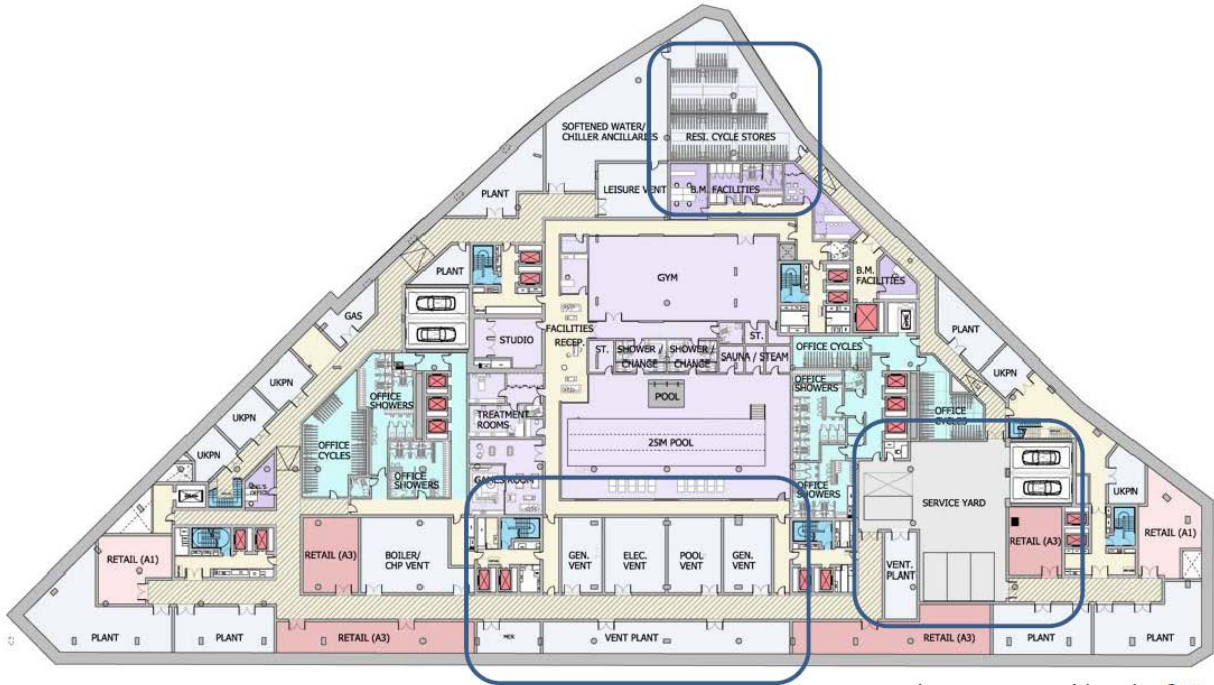 SOFTENED WATER/
CHILLER ANCILLARIES
RESI. CYCLE STORES
PLANT
LEISURE VENT
B.M. FACILITIES
PLANT
GYM
B.M.
FACILITIES
GAS
STUDIO
FACILITIES
RECEP.
ST.
SHOWER /
CHANGE
SHOWER /
CHANGE
ST.
SAUNA / STEAM
OFFICE CYCLES
PLANT
UKPN
UKPN
UKPN
OFFICE
SHOWERS
OFFICE
CYCLES
OFFICE
SHOWERS
TREATMENT
ROOMS
POOL
25M POOL
GAMES ROOM
OFFICE
SHOWERS
OFFICE
CYCLES
UKPN
OFFICE
SHOWERS
SERVICE YARD
UKPN
RETAIL (A1)
RETAIL (A3)
BOILER/
CHP VENT
GEN.
VENT
ELEC.
VENT
POOL
VENT
GEN.
VENT
VENT.
PLANT
RETAIL (A3)
RETAIL (A1)
PLANT
PLANT
RETAIL (A3)
MER
VENT PLANT
RETAIL (A3)
PLANT
PLANT